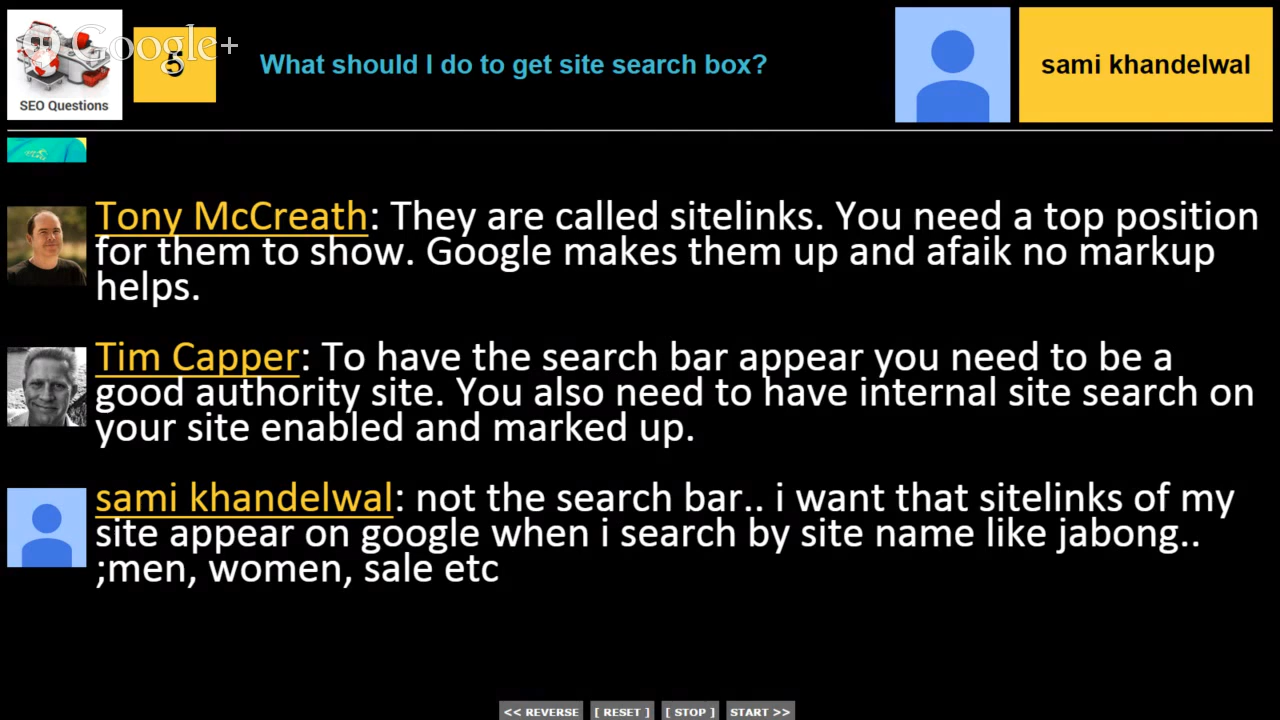 Google+
SEO Questions
5
What should I do to get site search box?
sami khandelwal
Tony McCreath: They are called sitelinks. You need a top position
for them to show. Google makes them up and afaik no markup
helps.
Tim Capper: To have the search bar appear you need to be a
good authority site. You also need to have internal site search on
your site enabled and marked up.
sami khandelwal: not the search bar.. i want that sitelinks of my
site appear on google when i search by site name like jabong..
;men, women, sale etc
<< REVERSE [ RESET ] [ STOP ] START >>